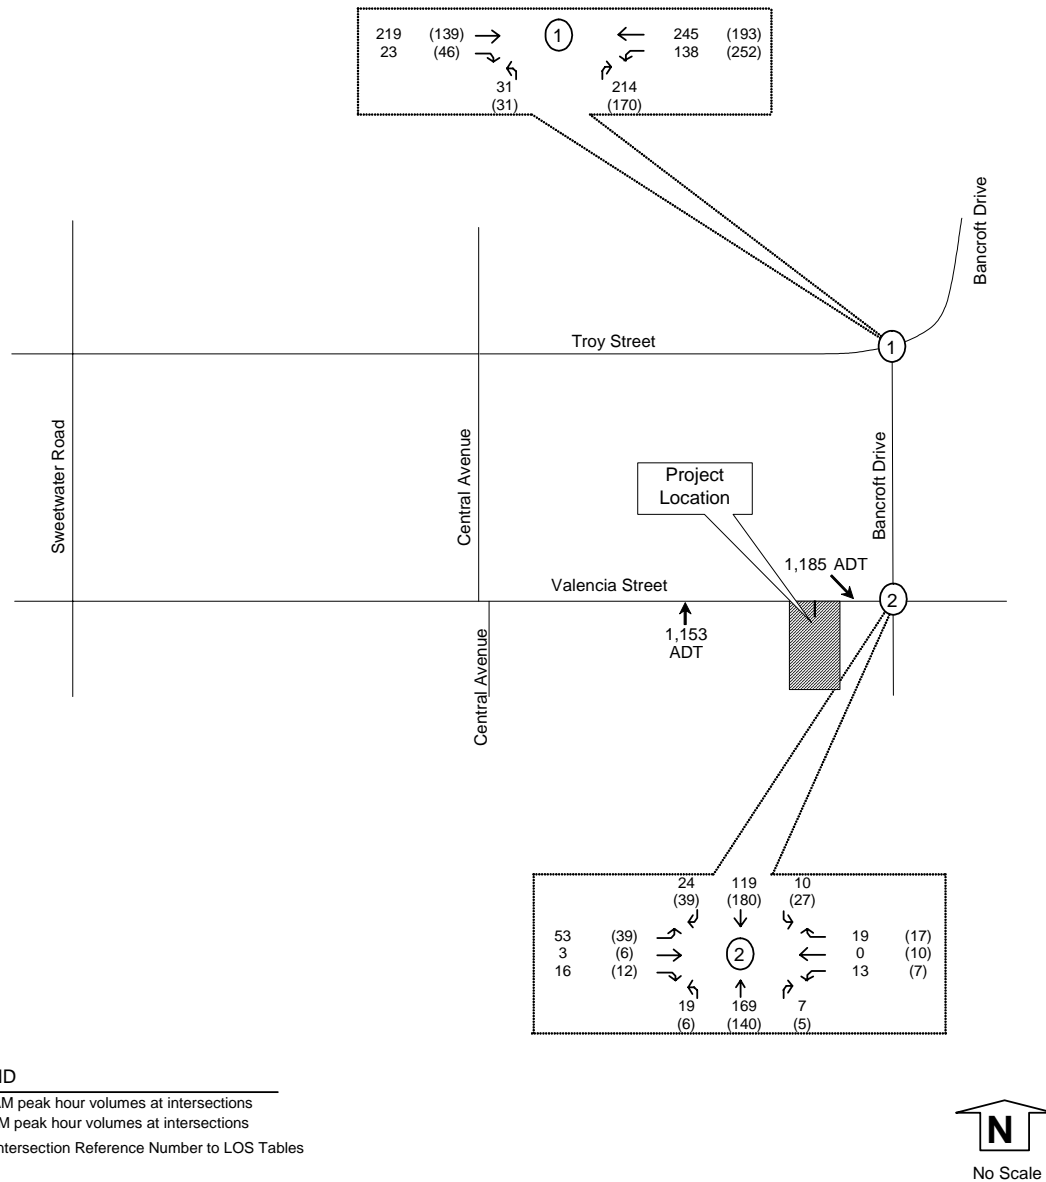 219 (139) 1 245 (193)
23 (46) 138 (252)
31 214
(31) (170)
Bancroft Drive
Troy Street
1
Sweetwater Road
Central Avenue
Bancroft Drive
Project
Location
1,185 ADT
Valencia Street
2
1,153
ADT
Central Avenue
24 119 10
(39) (180) (27)
53 (39) 19 (17)
3 (6) 2 0 (10)
16 (12) 13 (7)
19 169 7
(6) (140) (5)
ND
M peak hour volumes at intersections
M peak hour volumes at intersections
ntersection Reference Number to LOS Tables
N
No Scale